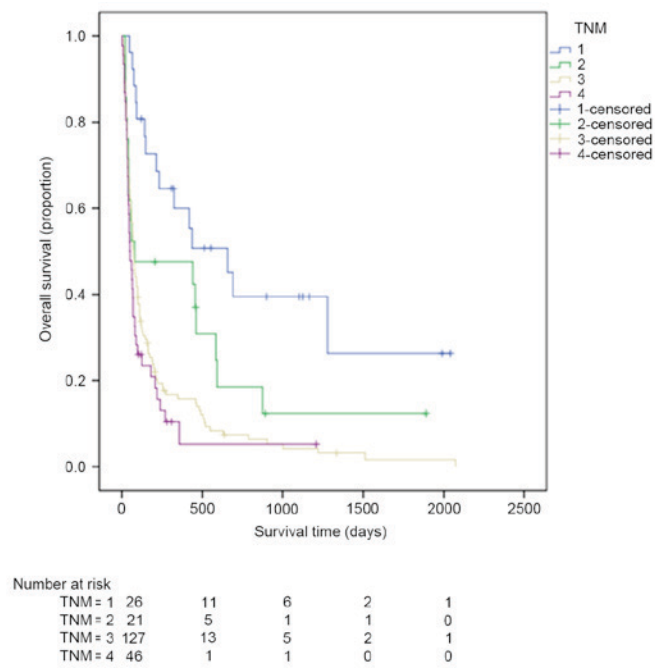 TNM
1
2
3
4
1-censored
2-censored
3-censored
4-censored
1.0
0.8
0.6
0.4
0.2
0.0
Overall survival (proportion)
0 500 1000 1500 2000 2500
Survival time (days)
Number at risk
TNM = 1 26 11 6 2 1
TNM = 2 21 5 1 1 0
TNM = 3 127 13 5 2 1
TNM = 4 46 1 1 0 0